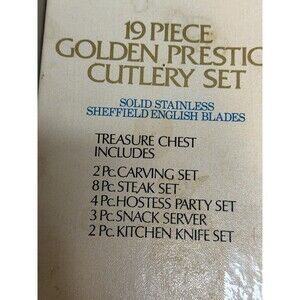 19 PIECE
GOLDEN PRESTIG
CUTLERY SET
SOLID STAINLESS
SHEFFIELD ENGLISH BLADES
TREASURE CHEST
INCLUDES
2 Pc. CARVING SET
8 Pc. STEAK SET
4 Pc. HOSTESS PARTY SET
3 Pc. SNACK SERVER
2 Pc. KITCHEN KNIFE SET